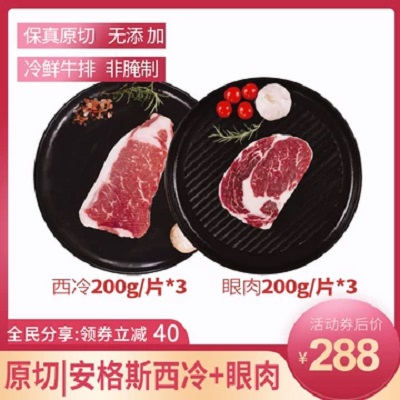 保真原切 无添加
冷鲜牛排 非腌制
西冷200g/片*3 眼肉200g/片*3
全民分享:领券立减 40
活动券后价
¥288
原切|安格斯西冷+眼肉